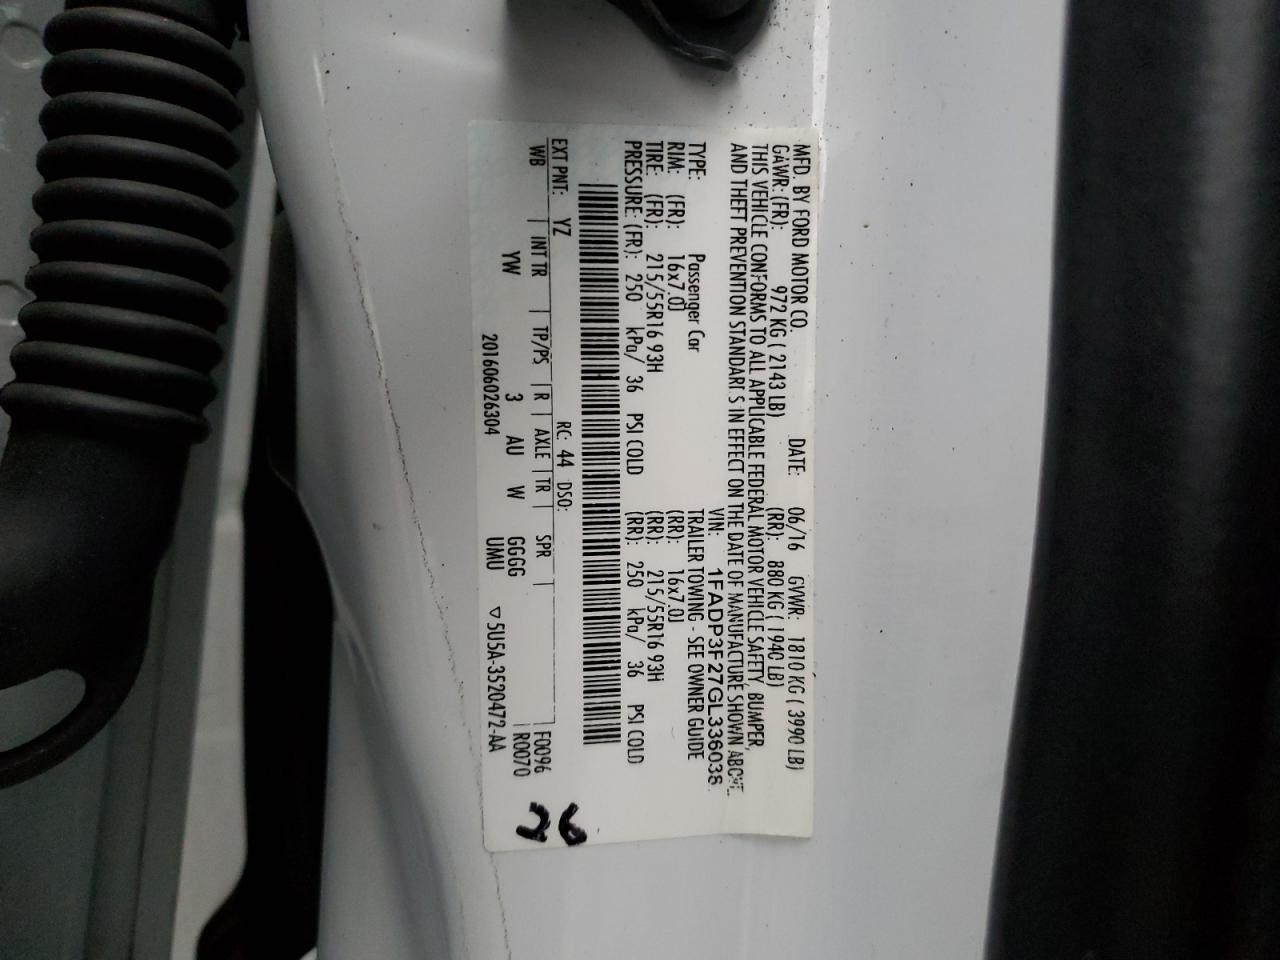 MFD. BY FORD MOTOR CO. DATE: 06/16 GVWR: 1810 KG ( 3990 LB)
GAWR: (FR): 972 KG ( 2143 LB) (RR): 880 KG ( 1940 LB)
THIS VEHICLE CONFORMS TO ALL APPLICABLE FEDERAL MOTOR VEHICLE SAFETY, BUMPER,
AND THEFT PREVENTION STANDARDS IN EFFECT ON THE DATE OF MANUFACTURE SHOWN ABOVE.
VIN: 1FADP3F27GL336038
TYPE: Passenger Car TRAILER TOWING - SEE OWNER GUIDE
RIM: (FR): 16x7.0J (RR): 16x7.0J
TIRE: (FR): 215/55R16 93H (RR): 215/55R16 93H
PRESSURE: (FR): 250 kPa/ 36 PSI COLD (RR): 250 kPa/ 36 PSI COLD
EXT PNT: YZ RC: 44 DSO: F0096
WB INT TR TP/PS R AXLE TR SPR R0070
YW 3 AU W GGGG
201606026304 UMU ▽5U5A-3520472-AA
26